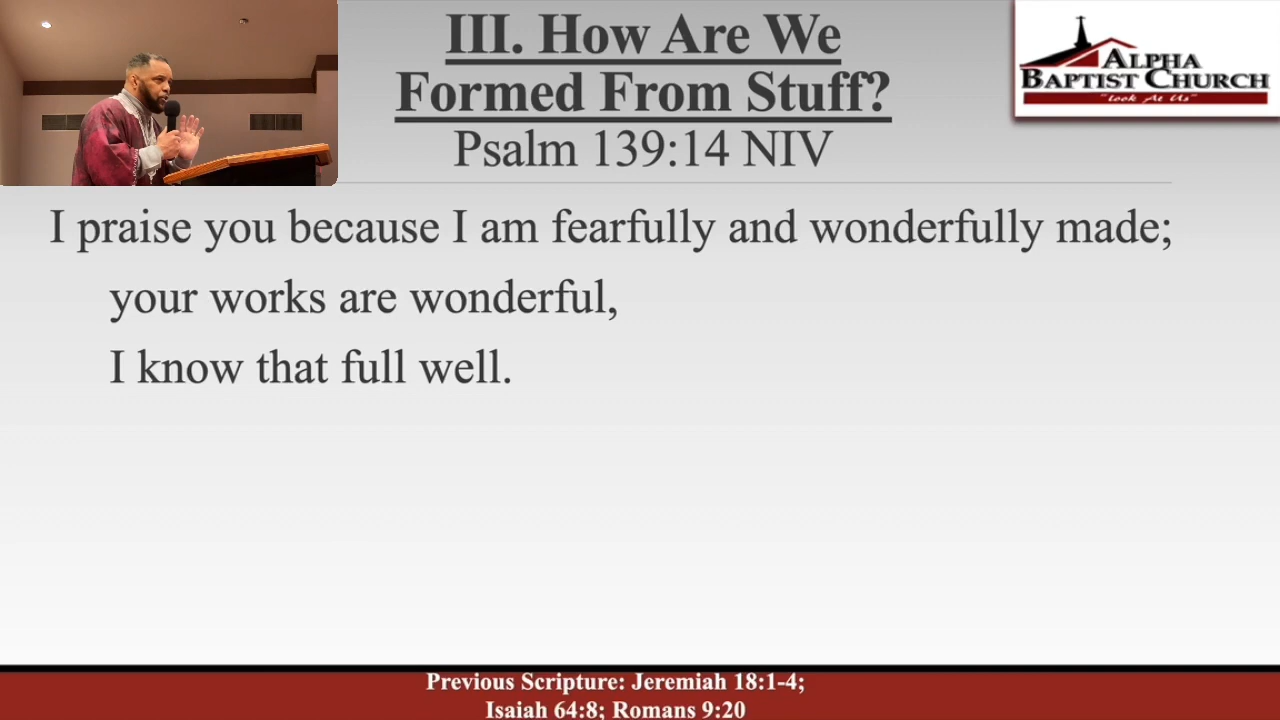 III. How Are We
Formed From Stuff?
Psalm 139:14 NIV
ALPHA
BAPTIST CHURCH
"Look At Us"
I praise you because I am fearfully and wonderfully made;
your works are wonderful,
I know that full well.
Previous Scripture: Jeremiah 18:1-4;
Isaiah 64:8; Romans 9:20